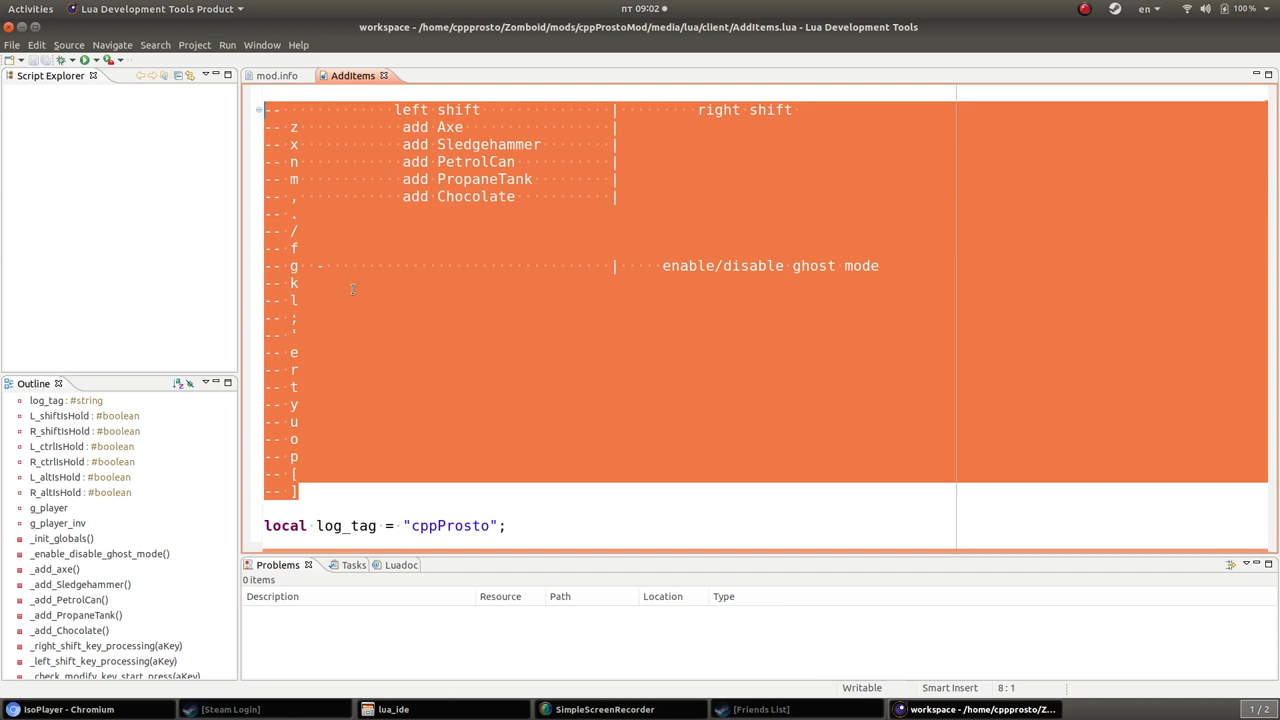 Activities Lua Development Tools Product пт 09:02 en 100 %
workspace - /home/cppprosto/Zomboid/mods/cppProstoMod/media/lua/client/AddItems.lua - Lua Development Tools
File Edit Source Navigate Search Project Run Window Help
Script Explorer
mod.info AddItems
-- left shift | right shift
-- z add Axe |
-- x add Sledgehammer |
-- n add PetrolCan |
-- m add PropaneTank |
-- , add Chocolate |
-- .
-- /
-- f
-- g - | enable/disable ghost mode
-- k
-- l
-- ;
-- '
-- e
-- r
-- t
-- y
-- u
-- o
-- p
-- [
-- ]
local log_tag = "cppProsto";
Outline
log_tag : #string
L_shiftIsHold : #boolean
R_shiftIsHold : #boolean
L_ctrlIsHold : #boolean
R_ctrlIsHold : #boolean
L_altIsHold : #boolean
R_altIsHold : #boolean
g_player
g_player_inv
_init_globals()
_enable_disable_ghost_mode()
_add_axe()
_add_Sledgehammer()
_add_PetrolCan()
_add_PropaneTank()
_add_Chocolate()
_right_shift_key_processing(aKey)
_left_shift_key_processing(aKey)
_check_modify_key_start_press(aKey)
Problems Tasks Luadoc
0 items
Description Resource Path Location Type
Writable Smart Insert 8 : 1
IsoPlayer - Chromium [Steam Login] lua_ide SimpleScreenRecorder [Friends List] workspace - /home/cppprosto/Z... 1 / 2